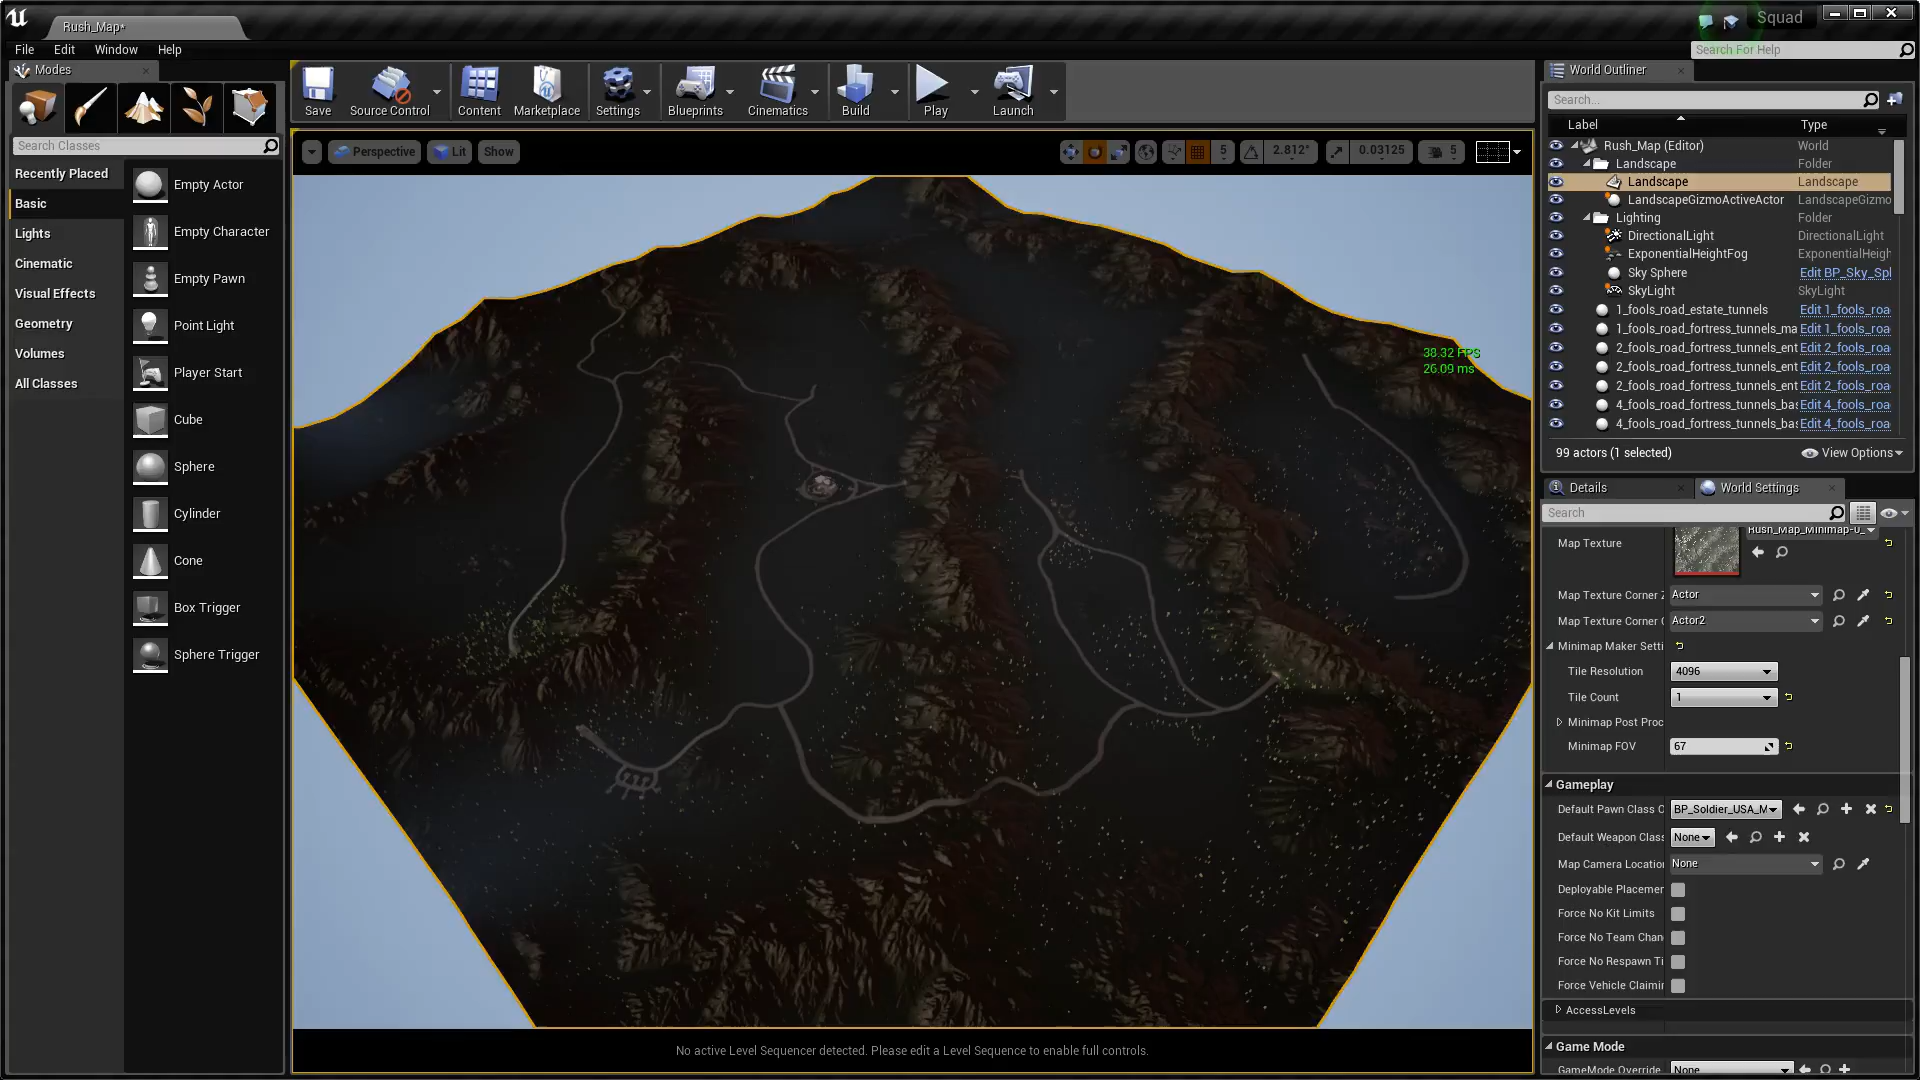 Rush_Map*
Squad
File Edit Window Help
Search For Help
Modes
Search Classes
Recently Placed
Basic
Lights
Cinematic
Visual Effects
Geometry
Volumes
All Classes
Empty Actor
Empty Character
Empty Pawn
Point Light
Player Start
Cube
Sphere
Cylinder
Cone
Box Trigger
Sphere Trigger
Save Source Control Content Marketplace Settings Blueprints Cinematics Build Play Launch
Perspective Lit Show 5 2.812° 0.03125 5
38.32 FPS
26.09 ms
No active Level Sequencer detected. Please edit a Level Sequence to enable full controls.
World Outliner
Search...
Label Type
Rush_Map (Editor) World
Landscape Folder
Landscape Landscape
LandscapeGizmoActiveActor LandscapeGizmo
Lighting Folder
DirectionalLight DirectionalLight
ExponentialHeightFog ExponentialHeigh
Sky Sphere Edit BP_Sky_Spl
SkyLight SkyLight
1_fools_road_estate_tunnels Edit 1_fools_roa
1_fools_road_fortress_tunnels_ma Edit 1_fools_roa
2_fools_road_fortress_tunnels_ent Edit 2_fools_roa
2_fools_road_fortress_tunnels_ent Edit 2_fools_roa
2_fools_road_fortress_tunnels_ent Edit 2_fools_roa
4_fools_road_fortress_tunnels_bas Edit 4_fools_roa
4_fools_road_fortress_tunnels_bas Edit 4_fools_roa
99 actors (1 selected) View Options
Details World Settings
Search
Rush_Map_Minimap-0_
Map Texture
Map Texture Corner Actor
Map Texture Corner Actor2
Minimap Maker Setti
Tile Resolution 4096
Tile Count 1
Minimap Post Proc
Minimap FOV 67
Gameplay
Default Pawn Class O BP_Soldier_USA_M
Default Weapon Class None
Map Camera Location None
Deployable Placemen
Force No Kit Limits
Force No Team Chan
Force No Respawn Ti
Force Vehicle Claimin
AccessLevels
Game Mode
GameMode Override None